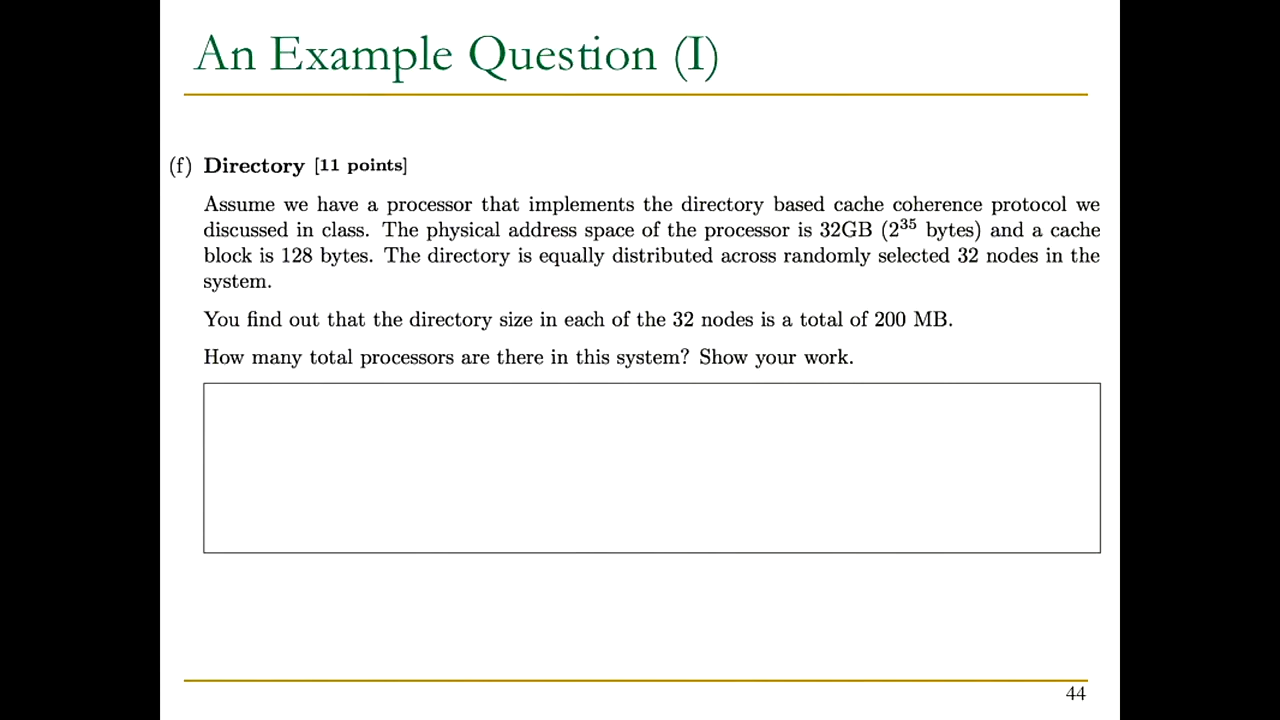 An Example Question (I)
(f) Directory [11 points]
Assume we have a processor that implements the directory based cache coherence protocol we
discussed in class. The physical address space of the processor is 32GB (2³⁵ bytes) and a cache
block is 128 bytes. The directory is equally distributed across randomly selected 32 nodes in the
system.
You find out that the directory size in each of the 32 nodes is a total of 200 MB.
How many total processors are there in this system? Show your work.
44